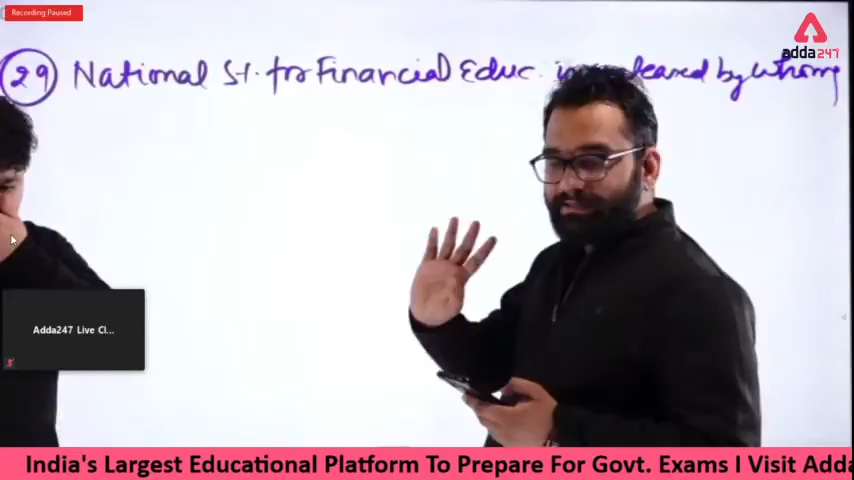 Recording Paused
adda247
29 National St. for Financial Educ. is released by whom
Adda247 Live Cl...
India's Largest Educational Platform To Prepare For Govt. Exams I Visit Adda